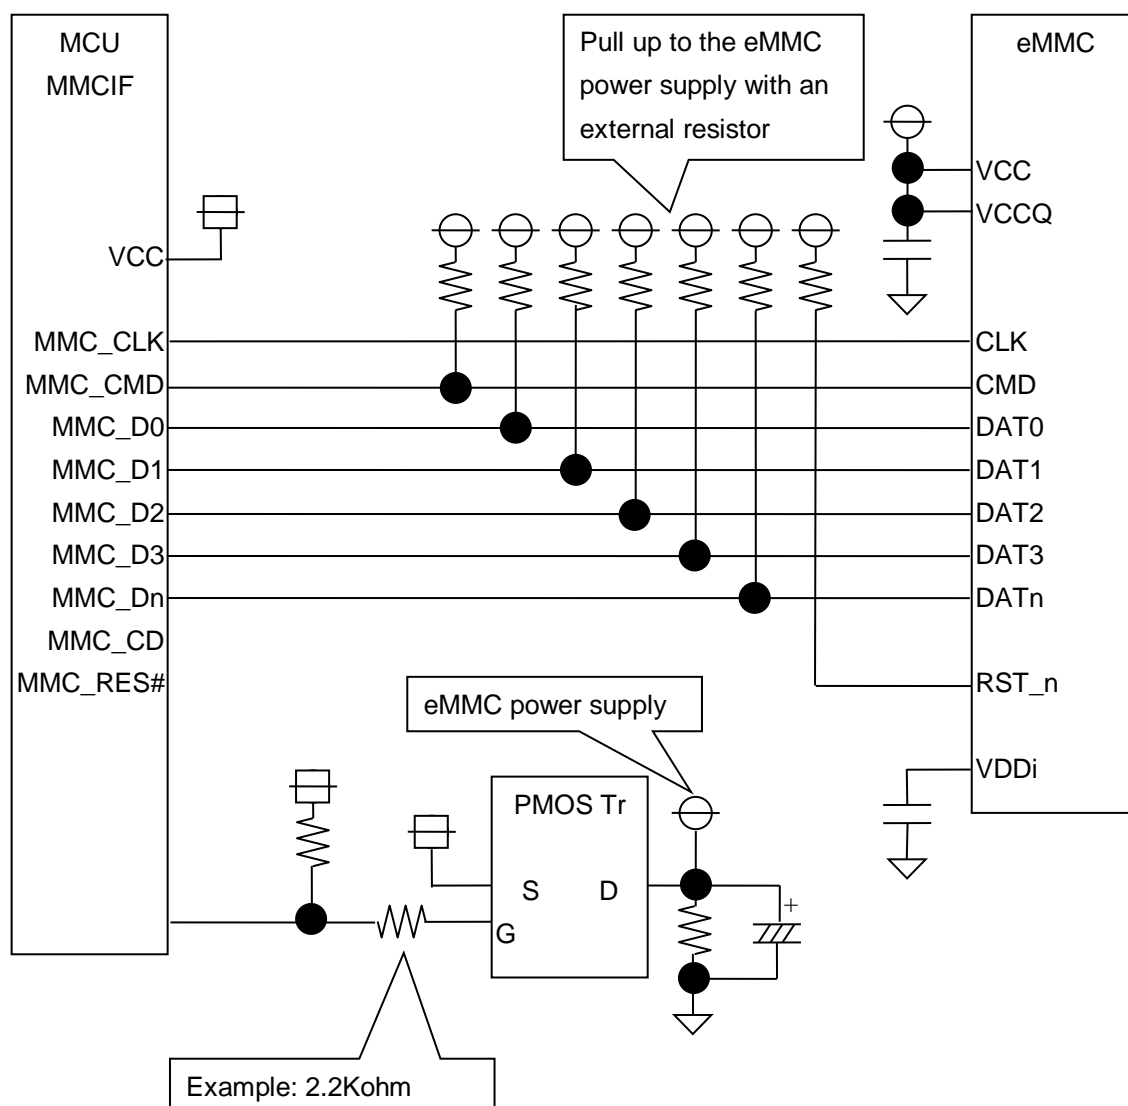 MCU
MMCIF
Pull up to the eMMC
power supply with an
external resistor
eMMC
VCC
VCCQ
VCC
MMC_CLK
CLK
MMC_CMD
CMD
MMC_D0
DAT0
MMC_D1
DAT1
MMC_D2
DAT2
MMC_D3
DAT3
MMC_Dn
DATn
MMC_CD
MMC_RES#
RST_n
eMMC power supply
VDDi
PMOS Tr
S
D
G
+
Example: 2.2Kohm